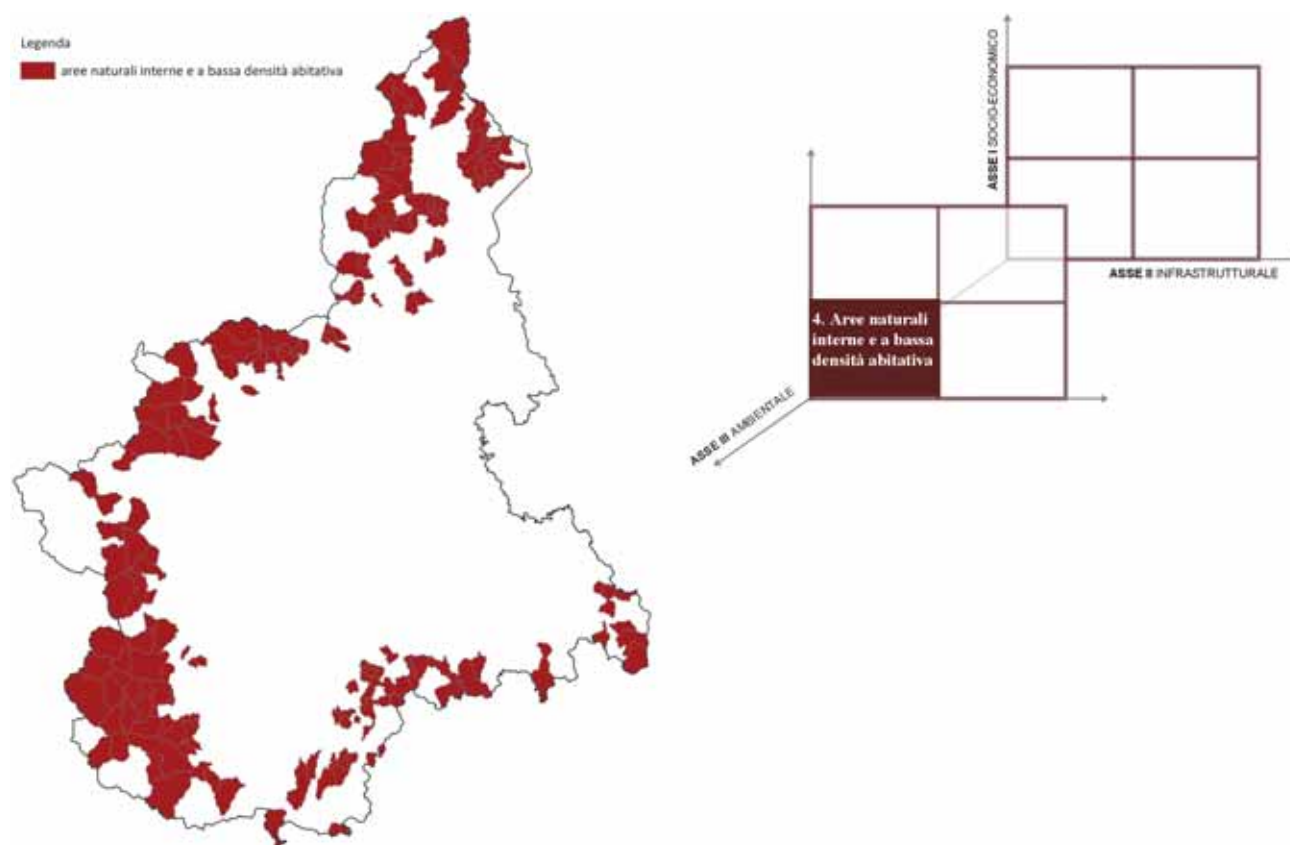 Legenda
aree naturali interne e a bassa densità abitativa
ASSE I SOCIO-ECONOMICO
ASSE II INFRASTRUTTURALE
4. Aree naturali
interne e a bassa
densità abitativa
ASSE III AMBIENTALE